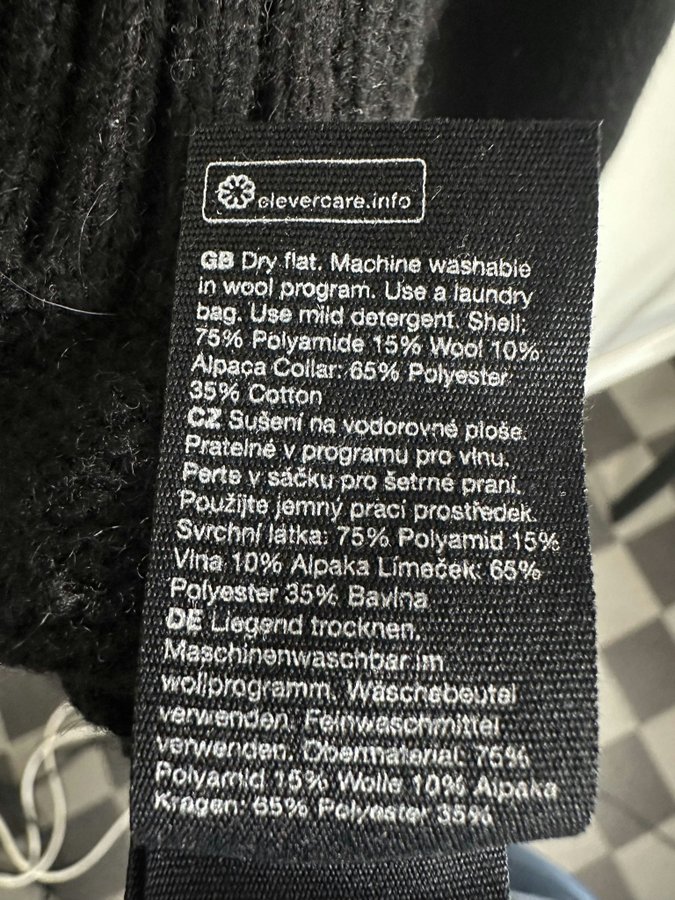 clevercare.info
GB Dry flat. Machine washable
in wool program. Use a laundry
bag. Use mild detergent. Shell:
75% Polyamide 15% Wool 10%
Alpaca Collar: 65% Polyester
35% Cotton
CZ Sušení na vodorovné ploše.
Pratelné v programu pro vlnu.
Perte v sáčku pro šetrné praní.
Použijte jemný prací prostředek.
Svrchní látka: 75% Polyamid 15%
Vlna 10% Alpaka Límeček: 65%
Polyester 35% Bavlna
DE Liegend trocknen.
Maschinenwaschbar im
wollprogramm. Wäschebeutel
verwenden. Feinwaschmittel
verwenden. Obermaterial: 75%
Polyamid 15% Wolle 10% Alpaka
Kragen: 65% Polyester 35%